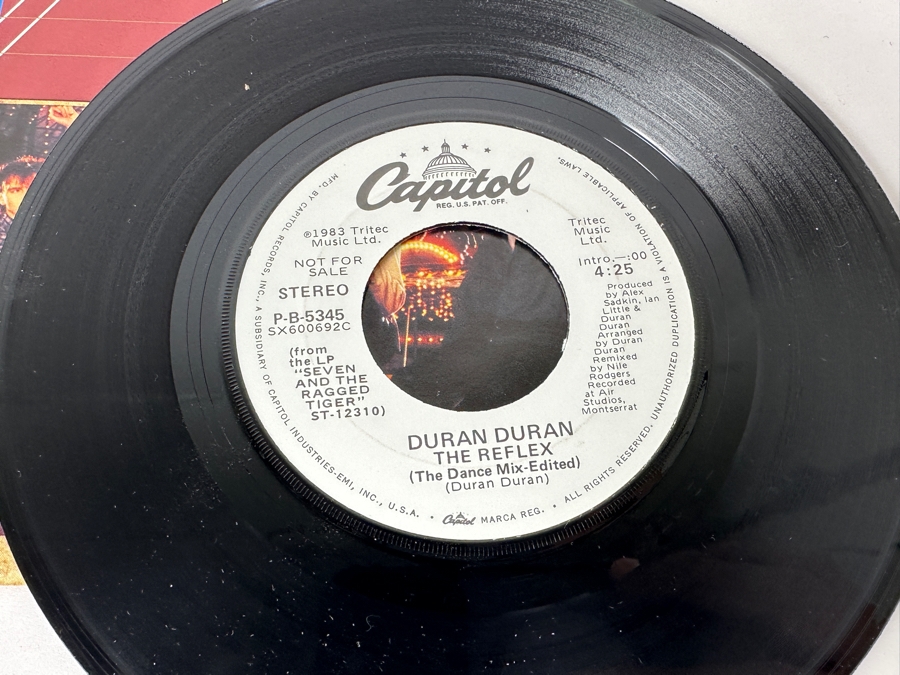 Capitol
REG. U.S. PAT. OFF.
℗1983 Tritec
Music Ltd.
NOT FOR
SALE
STEREO
P-B-5345
SX600692C
(from
the LP
"SEVEN
AND THE
RAGGED
TIGER"
ST-12310)
Tritec
Music
Ltd.
Intro.—:00
4:25
Produced
by Alex
Sadkin, Ian
Little &
Duran
Duran
Arranged
by Duran
Duran
Remixed
by Nile
Rodgers
Recorded
at Air
Studios,
Montserrat
DURAN DURAN
THE REFLEX
(The Dance Mix-Edited)
(Duran Duran)
MFD. BY CAPITOL RECORDS, INC., A SUBSIDIARY OF CAPITOL INDUSTRIES-EMI, INC., U.S.A. • Capitol MARCA REG. • ALL RIGHTS RESERVED. UNAUTHORIZED DUPLICATION IS A VIOLATION OF APPLICABLE LAWS.